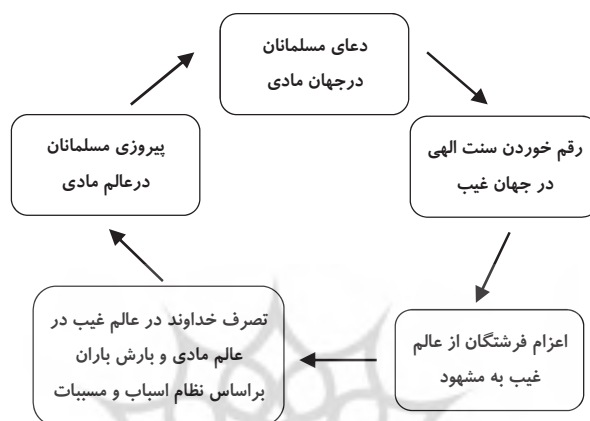 دعای مسلمانان
درجهان مادی
رقم خوردن سنت الهی
در جهان غیب
اعزام فرشتگان از عالم
غیب به مشهود
تصرف خداوند در عالم غیب در
عالم مادی و بارش باران
براساس نظام اسباب و مسببات
پیروزی مسلمانان
درعالم مادی